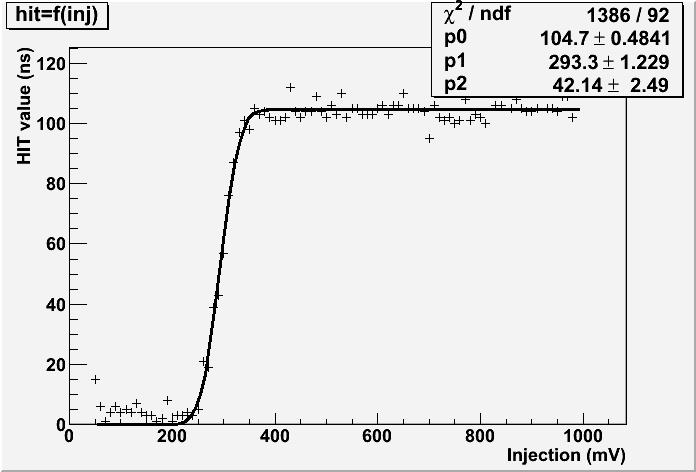 hit=f(inj)
χ² / ndf 1386 / 92
p0 104.7 ± 0.4841
p1 293.3 ± 1.229
p2 42.14 ± 2.49
HIT value (ns)
120
100
80
60
40
20
0
0 200 400 600 800 1000
Injection (mV)